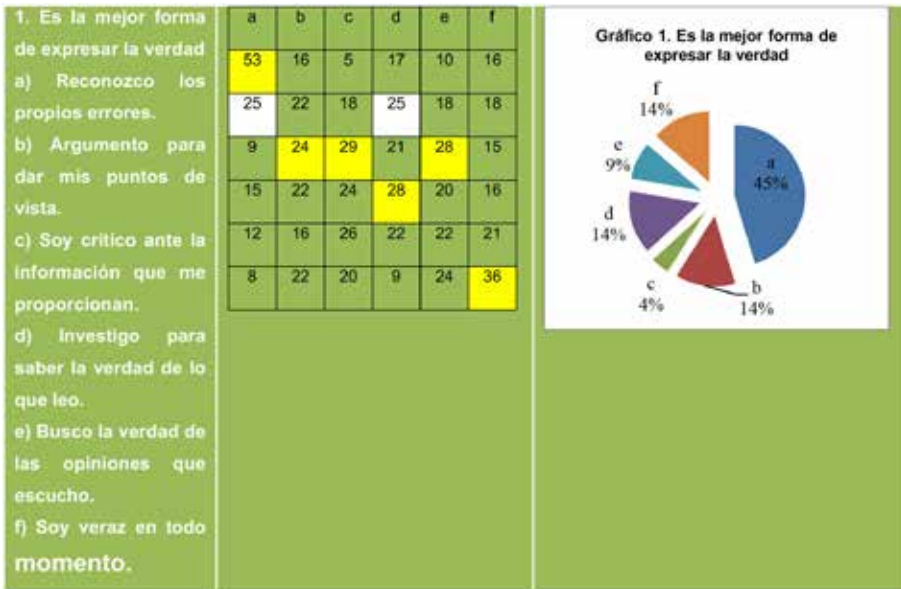 1. Es la mejor forma
de expresar la verdad
a) Reconozco los
propios errores.
b) Argumento para
dar mis puntos de
vista.
c) Soy crítico ante la
información que me
proporcionan.
d) Investigo para
saber la verdad de lo
que leo.
e) Busco la verdad de
las opiniones que
escucho.
f) Soy veraz en todo
momento.
a b c d e f
53 16 5 17 10 16
25 22 18 25 18 18
9 24 29 21 28 15
15 22 24 28 20 16
12 16 26 22 22 21
8 22 20 9 24 36
Gráfico 1. Es la mejor forma de
expresar la verdad
f
14%
e
9%
d
14%
c
4%
b
14%
a
45%